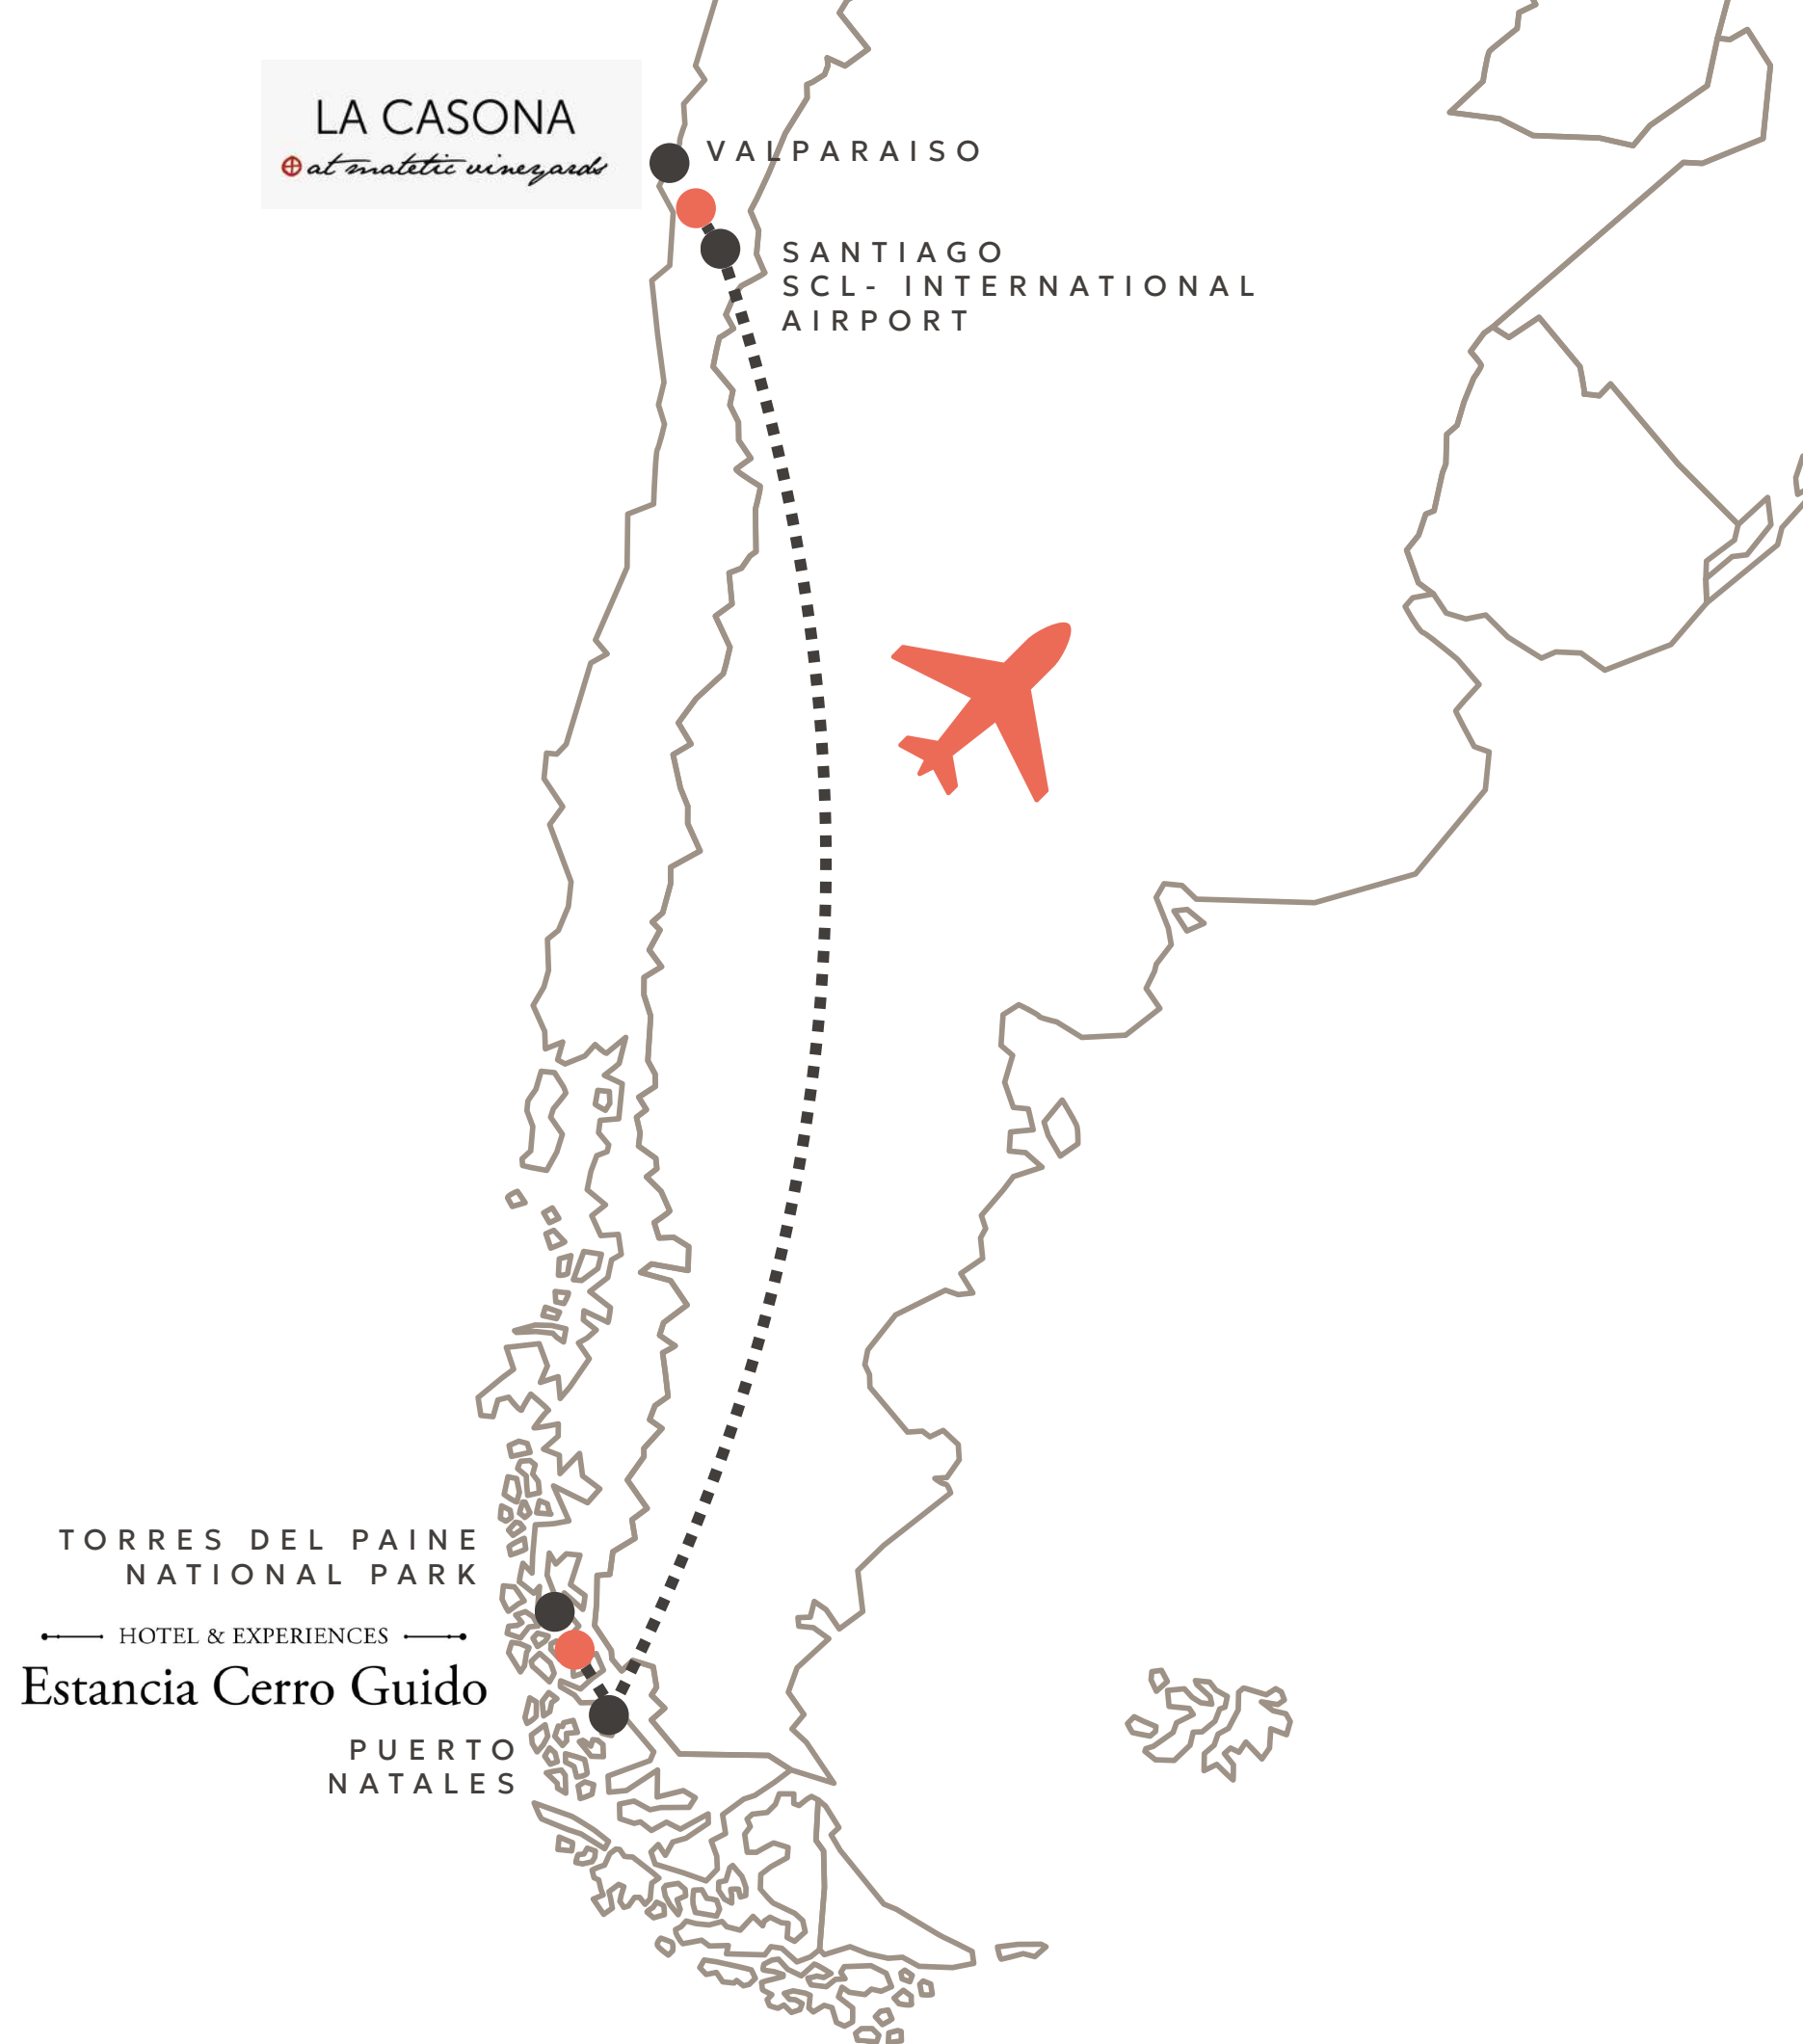 LA CASONA
at matetic vineyards
VALPARAISO
SANTIAGO
SCL- INTERNATIONAL
AIRPORT
TORRES DEL PAINE
NATIONAL PARK
HOTEL & EXPERIENCES
Estancia Cerro Guido
PUERTO
NATALES